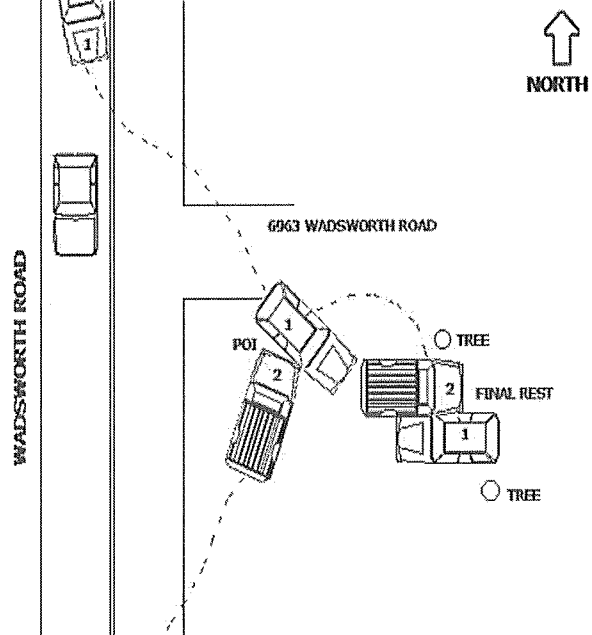 1
NORTH
6963 WADSWORTH ROAD
WADSWORTH ROAD
1
POI
2
TREE
2
FINAL REST
1
TREE